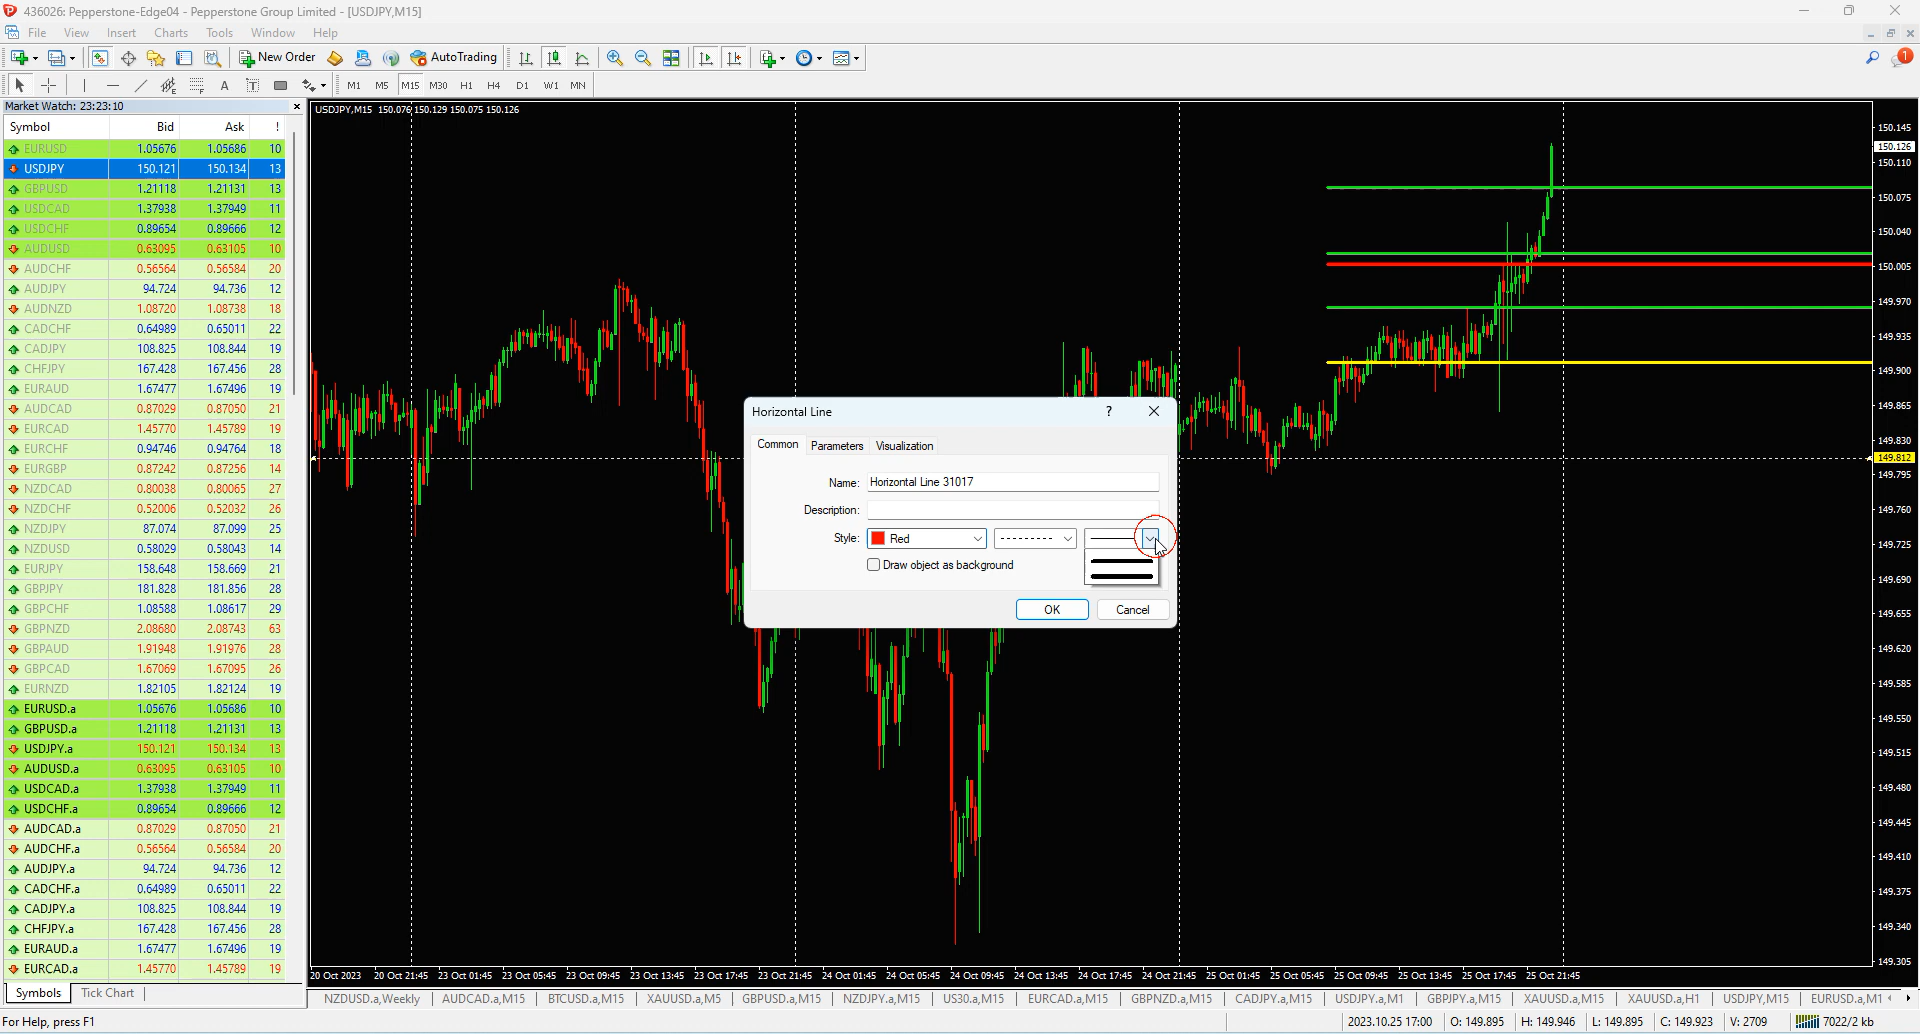 436026: Pepperstone-Edge04 - Pepperstone Group Limited - [USDJPY,M15]
File View Insert Charts Tools Window Help
New Order AutoTrading 1
A T M1 M5 M15 M30 H1 H4 D1 W1 MN
Market Watch: 23:23:10
Symbol Bid Ask !
EURUSD 1.05676 1.05686 10
USDJPY 150.121 150.134 13
GBPUSD 1.21118 1.21131 13
USDCAD 1.37938 1.37949 11
USDCHF 0.89654 0.89666 12
AUDUSD 0.63095 0.63105 10
AUDCHF 0.56564 0.56584 20
AUDJPY 94.724 94.736 12
AUDNZD 1.08720 1.08738 18
CADCHF 0.64989 0.65011 22
CADJPY 108.825 108.844 19
CHFJPY 167.428 167.456 28
EURAUD 1.67477 1.67496 19
AUDCAD 0.87029 0.87050 21
EURCAD 1.45770 1.45789 19
EURCHF 0.94746 0.94764 18
EURGBP 0.87242 0.87256 14
NZDCAD 0.80038 0.80065 27
NZDCHF 0.52006 0.52032 26
NZDJPY 87.074 87.099 25
NZDUSD 0.58029 0.58043 14
EURJPY 158.648 158.669 21
GBPJPY 181.828 181.856 28
GBPCHF 1.08588 1.08617 29
GBPNZD 2.08680 2.08743 63
GBPAUD 1.91948 1.91976 28
GBPCAD 1.67069 1.67095 26
EURNZD 1.82105 1.82124 19
EURUSD.a 1.05676 1.05686 10
GBPUSD.a 1.21118 1.21131 13
USDJPY.a 150.121 150.134 13
AUDUSD.a 0.63095 0.63105 10
USDCAD.a 1.37938 1.37949 11
USDCHF.a 0.89654 0.89666 12
AUDCAD.a 0.87029 0.87050 21
AUDCHF.a 0.56564 0.56584 20
AUDJPY.a 94.724 94.736 12
CADCHF.a 0.64989 0.65011 22
CADJPY.a 108.825 108.844 19
CHFJPY.a 167.428 167.456 28
EURAUD.a 1.67477 1.67496 19
EURCAD.a 1.45770 1.45789 19
Symbols Tick Chart
USDJPY,M15 150.076 150.129 150.075 150.126
150.145
150.126
150.110
150.075
150.040
150.005
149.970
149.935
149.900
149.865
149.830
149.812
149.795
149.760
149.725
149.690
149.655
149.620
149.585
149.550
149.515
149.480
149.445
149.410
149.375
149.340
149.305
Horizontal Line ?
Common Parameters Visualization
Name: Horizontal Line 31017
Description:
Style: Red
Draw object as background
OK Cancel
20 Oct 2023 20 Oct 21:45 23 Oct 01:45 23 Oct 05:45 23 Oct 09:45 23 Oct 13:45 23 Oct 17:45 23 Oct 21:45 24 Oct 01:45 24 Oct 05:45 24 Oct 09:45 24 Oct 13:45 24 Oct 17:45 24 Oct 21:45 25 Oct 01:45 25 Oct 05:45 25 Oct 09:45 25 Oct 13:45 25 Oct 17:45 25 Oct 21:45
NZDUSD.a,Weekly AUDCAD.a,M15 BTCUSD.a,M15 XAUUSD.a,M5 GBPUSD.a,M15 NZDJPY.a,M15 US30.a,M15 EURCAD.a,M15 GBPNZD.a,M15 CADJPY.a,M15 USDJPY.a,M1 GBPJPY.a,M15 XAUUSD.a,M15 XAUUSD.a,H1 USDJPY,M15 EURUSD.a,M1
For Help, press F1 2023.10.25 17:00 O: 149.895 H: 149.946 L: 149.895 C: 149.923 V: 2709 7022/2 kb